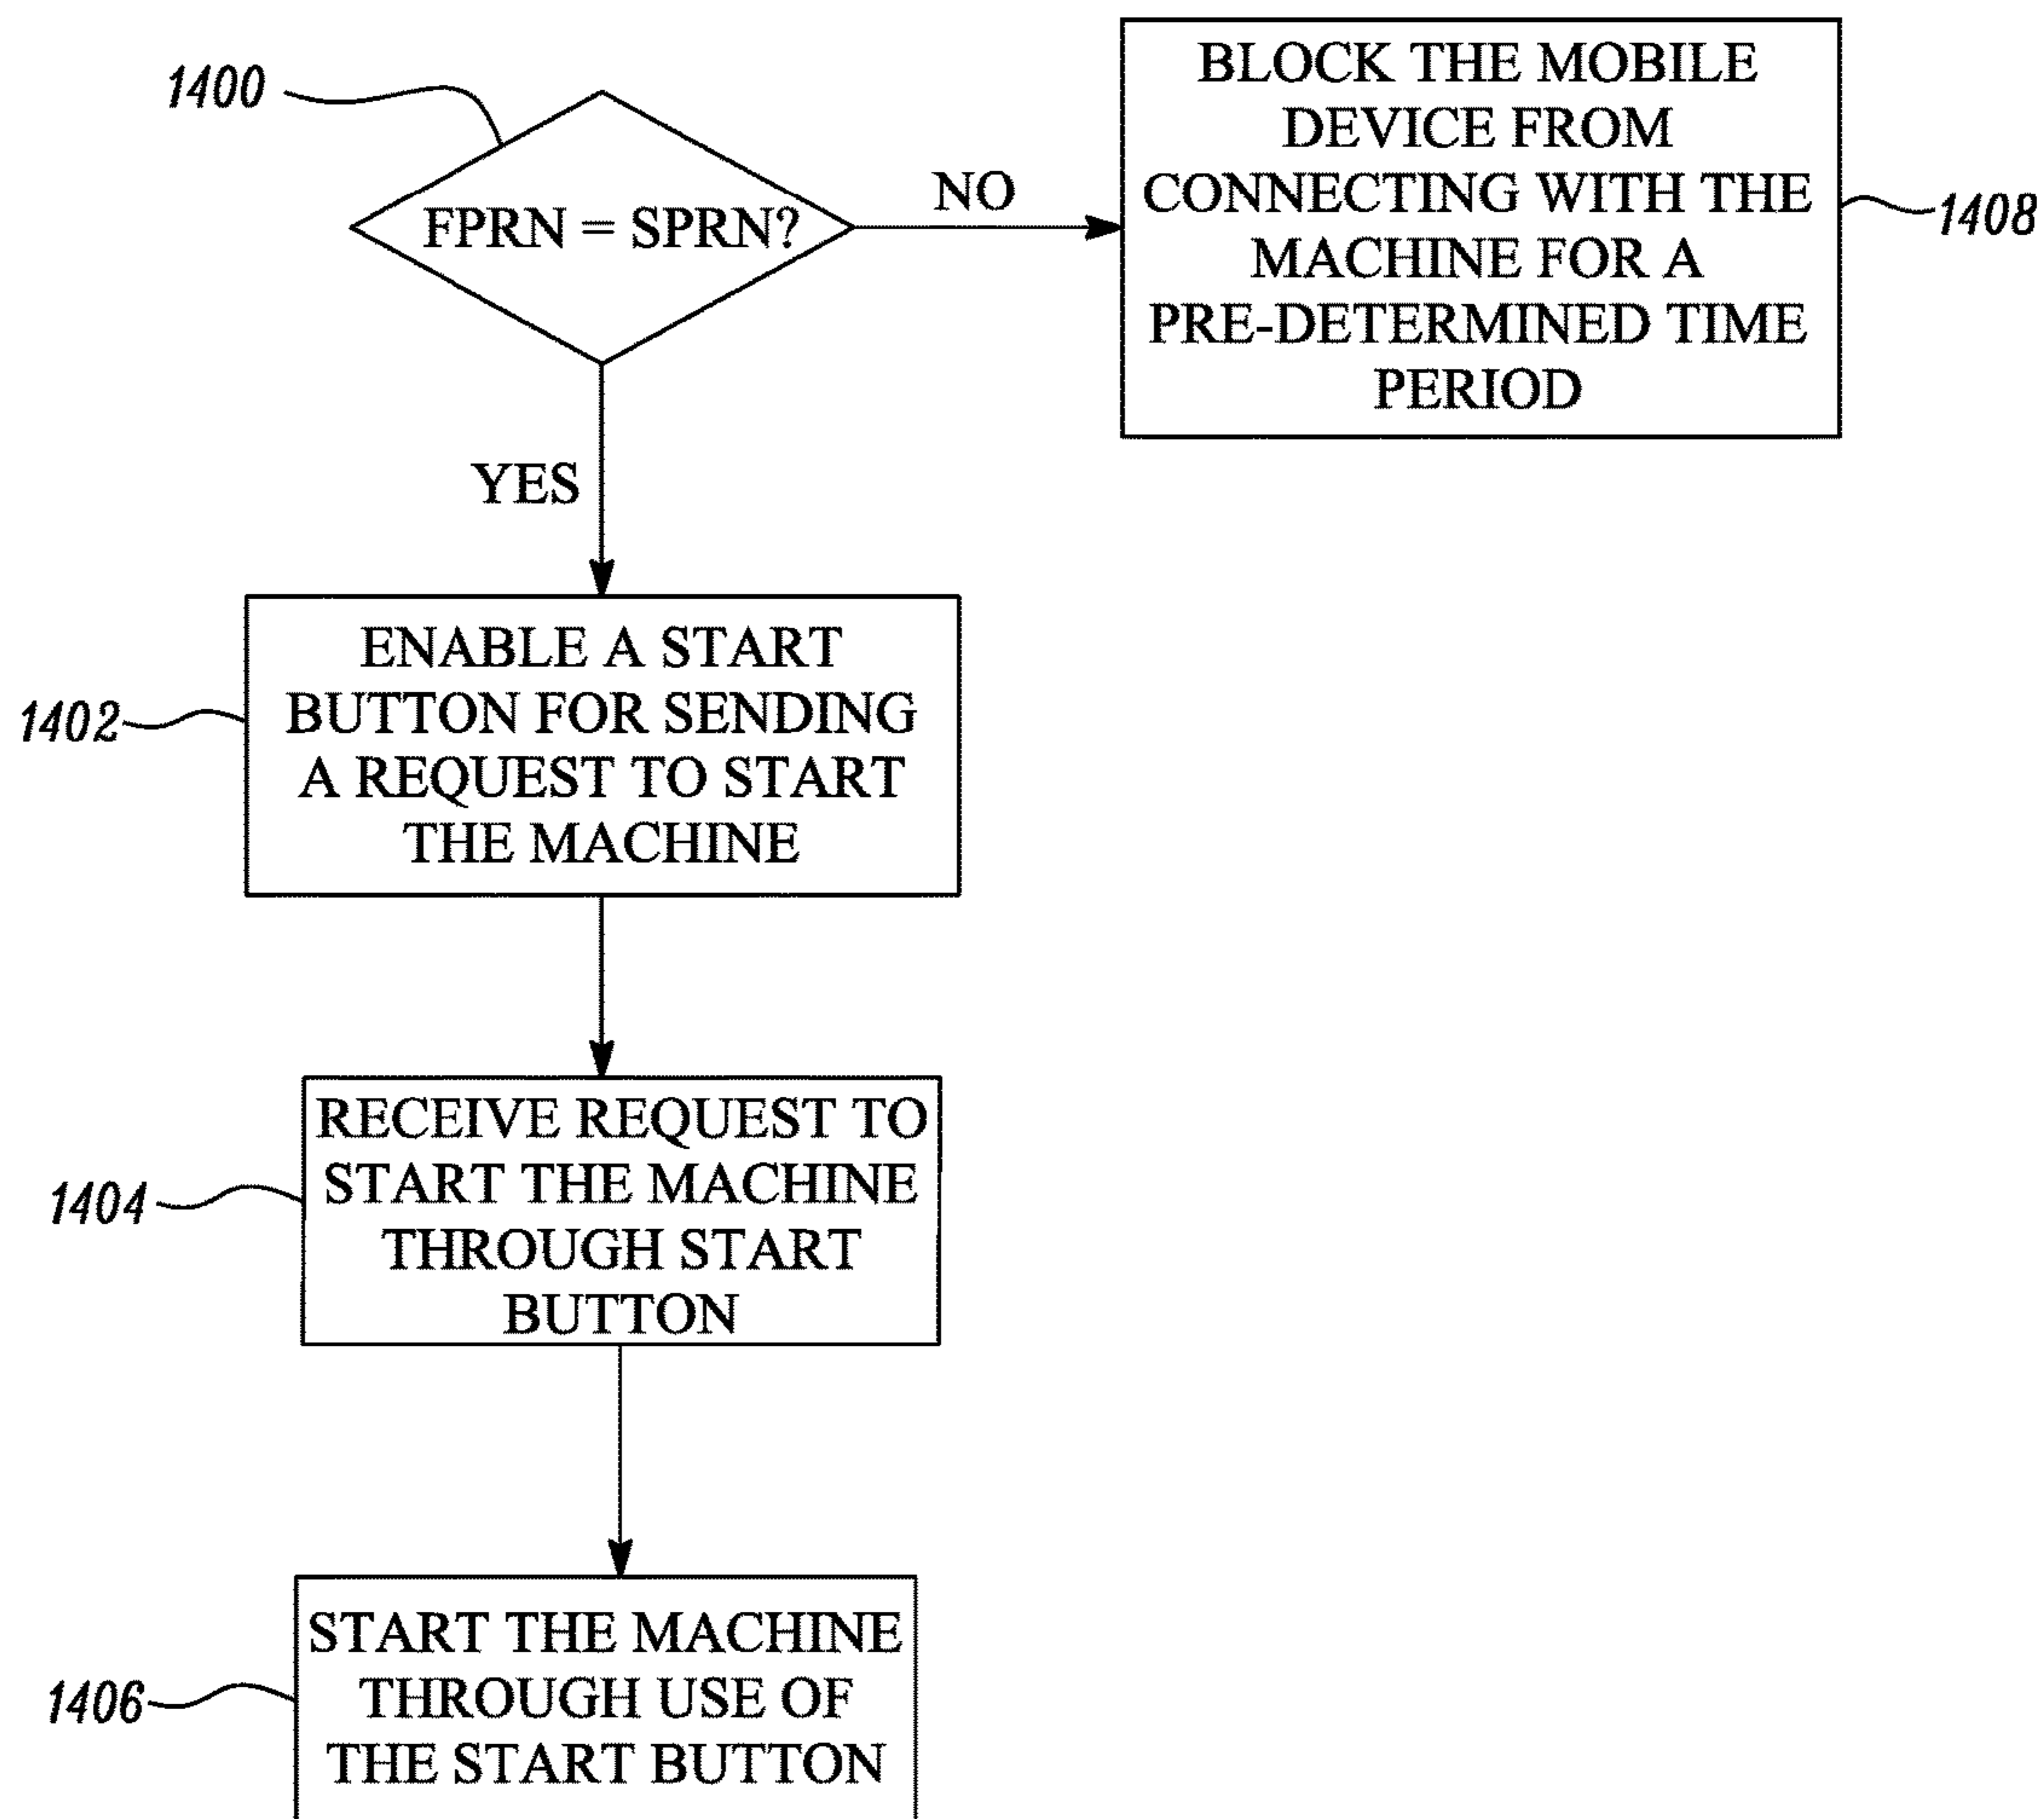 1400
FPRN = SPRN?
NO
BLOCK THE MOBILE
DEVICE FROM
CONNECTING WITH THE
MACHINE FOR A
PRE-DETERMINED TIME
PERIOD
1408
YES
1402
ENABLE A START
BUTTON FOR SENDING
A REQUEST TO START
THE MACHINE
1404
RECEIVE REQUEST TO
START THE MACHINE
THROUGH START
BUTTON
1406
START THE MACHINE
THROUGH USE OF
THE START BUTTON